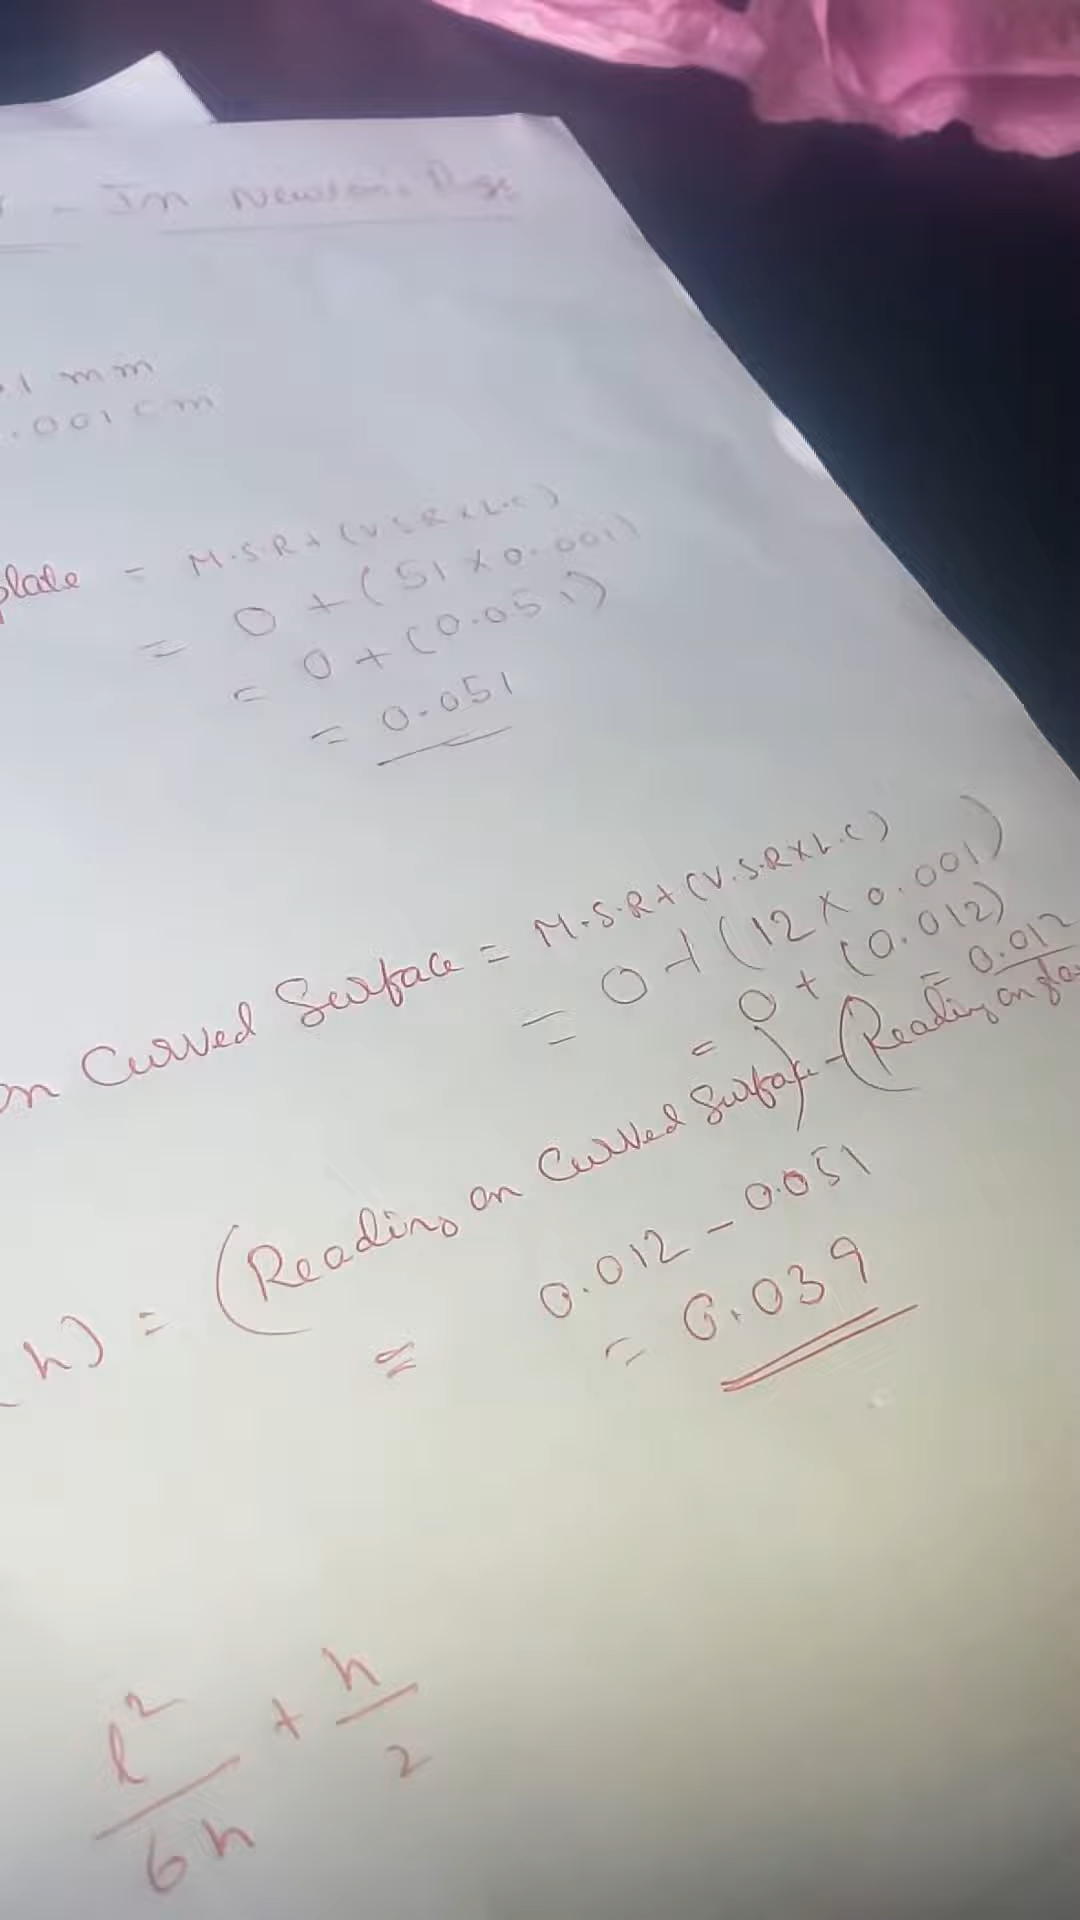 - In Newton's
.1 mm
.001 cm
plate = M.S.R + (V.S.R x L.C)
= 0 + (51 x 0.001)
= 0 + (0.051)
= 0.051
on Curved Surface = M.S.R + (V.S.R x L.C)
= 0 + (12 x 0.001)
= 0 + (0.012)
= 0.012
h) = (Reading on Curved Surface) - (Reading on
= 0.012 - 0.051
= 0.039
l² / 6h + h / 2